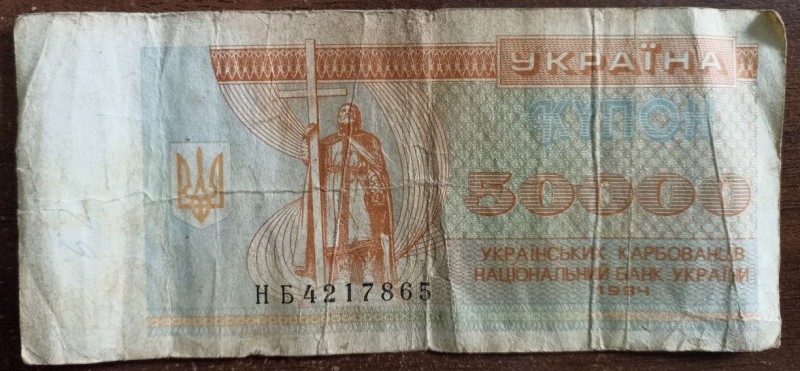 УКРАЇНА
КУПОН
50000
УКРАЇНСЬКИХ КАРБОВАНЦІВ
НАЦІОНАЛЬНИЙ БАНК УКРАЇНИ
1994
НБ4217865